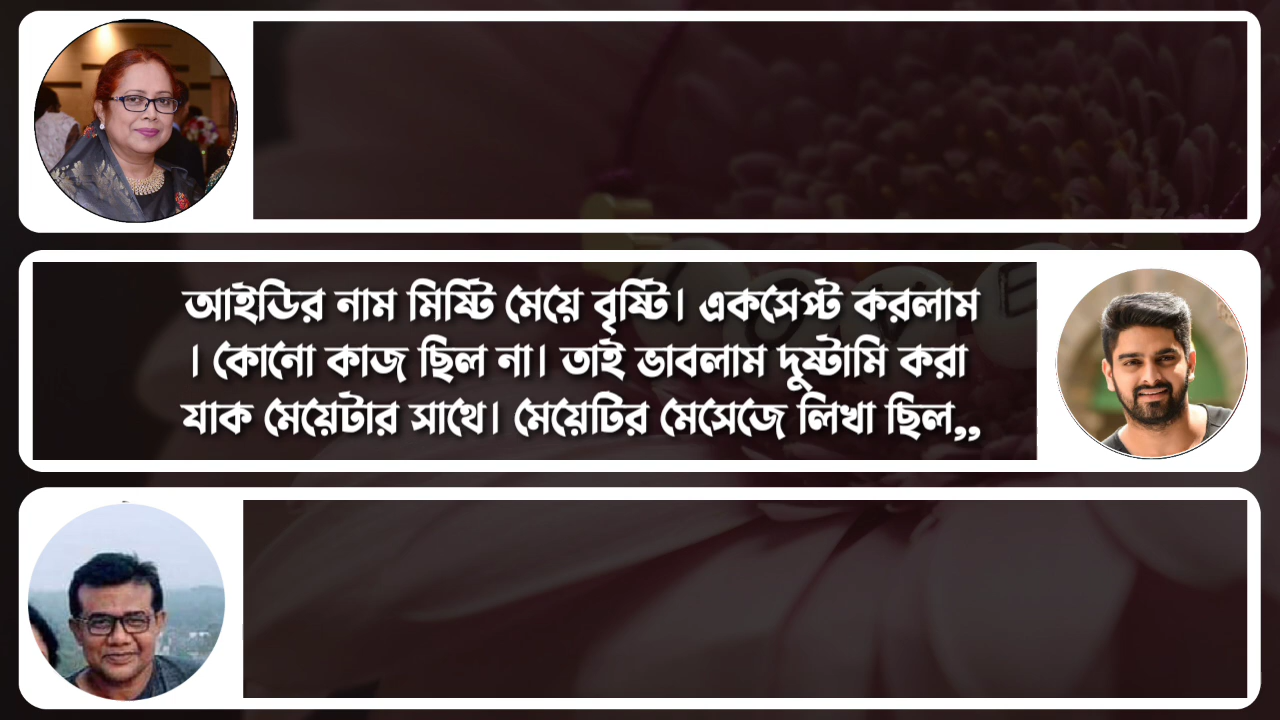 আইডির নাম মিষ্টি মেয়ে বৃষ্টি। একসেপ্ট করলাম
। কোনো কাজ ছিল না। তাই ভাবলাম দুষ্টামি করা
যাক মেয়েটার সাথে। মেয়েটির মেসেজে লিখা ছিল,,